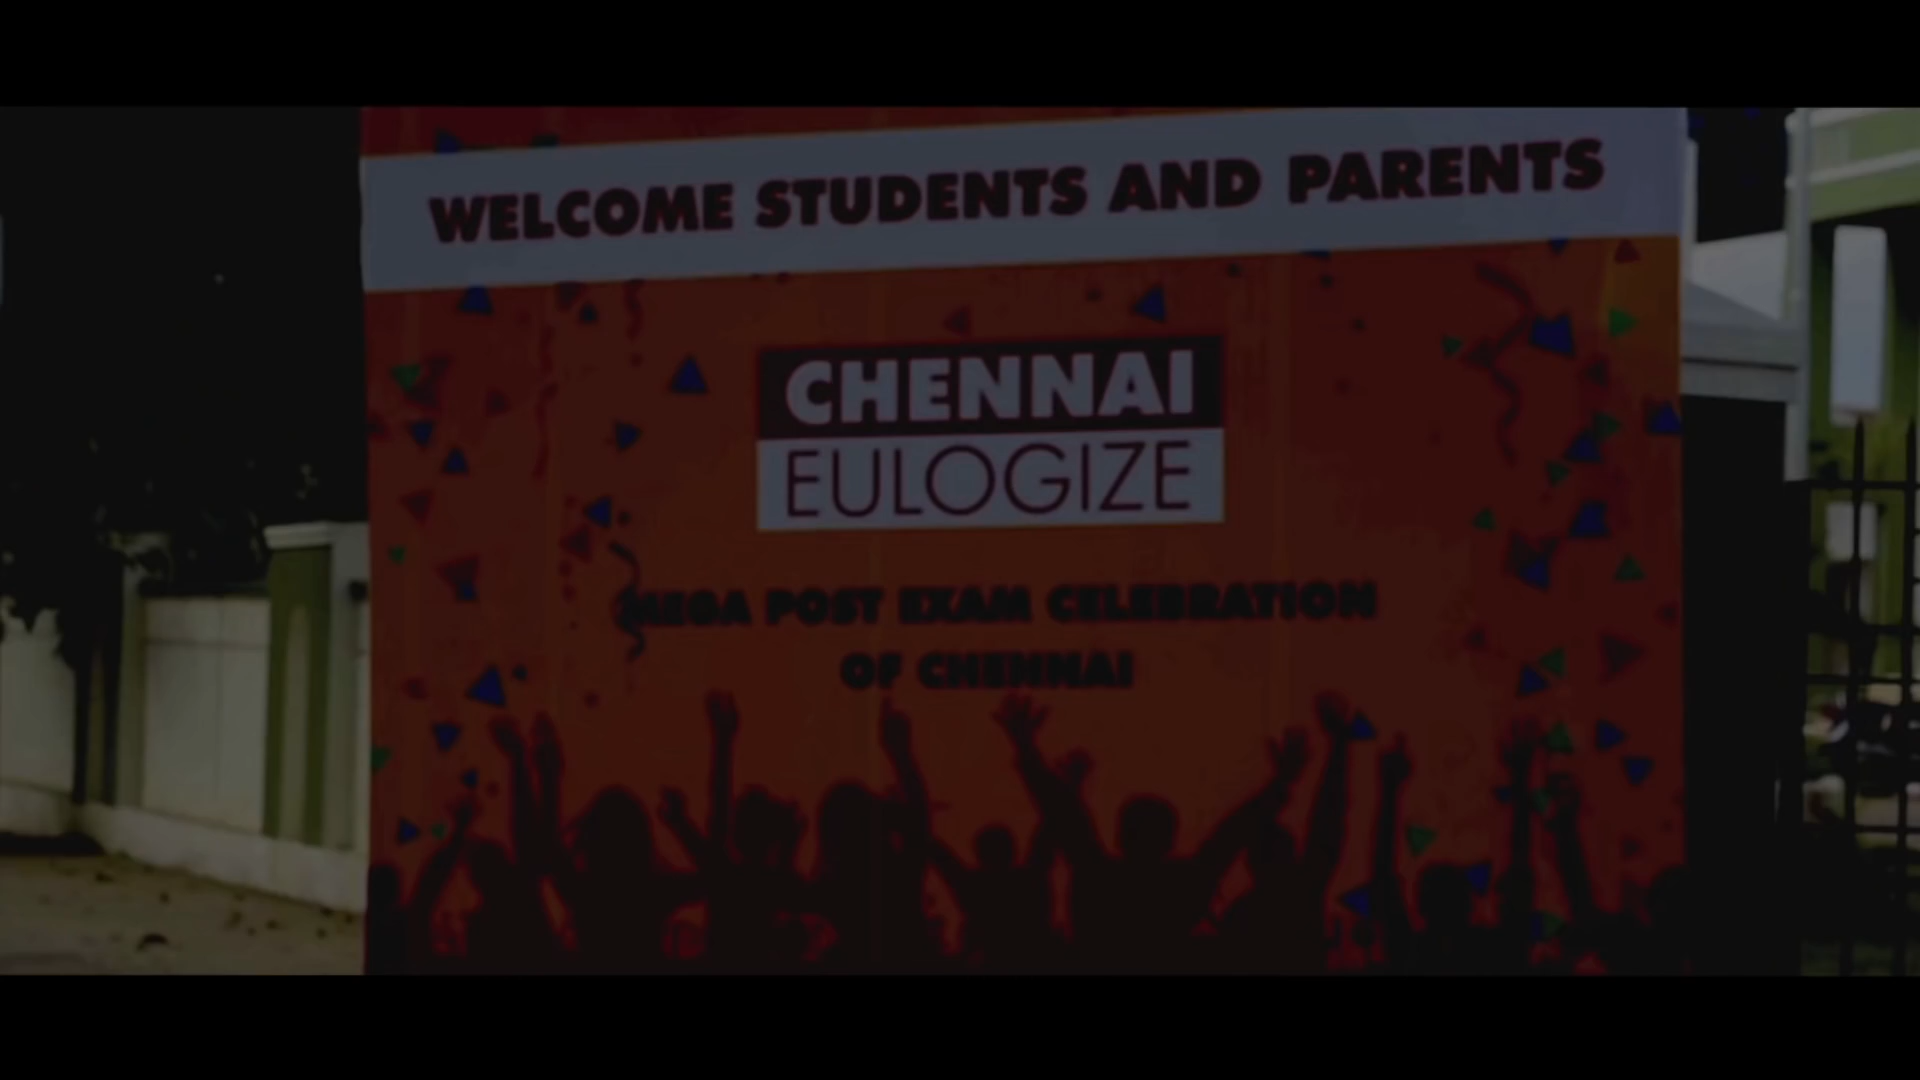 WELCOME STUDENTS AND PARENTS
CHENNAI
EULOGIZE
MEGA POST EXAM CELEBRATION
OF CHENNAI